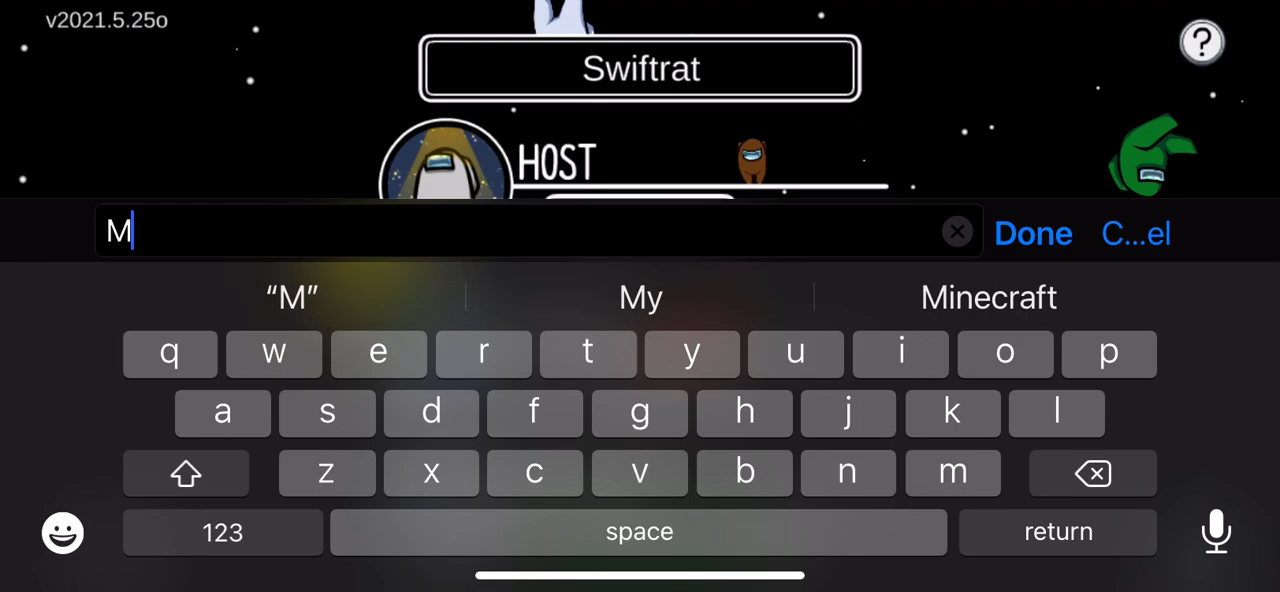 v2021.5.25o
?
Swiftrat
HOST
M
Done C...el
“M” My Minecraft
q w e r t y u i o p
a s d f g h j k l
z x c v b n m
123 space return